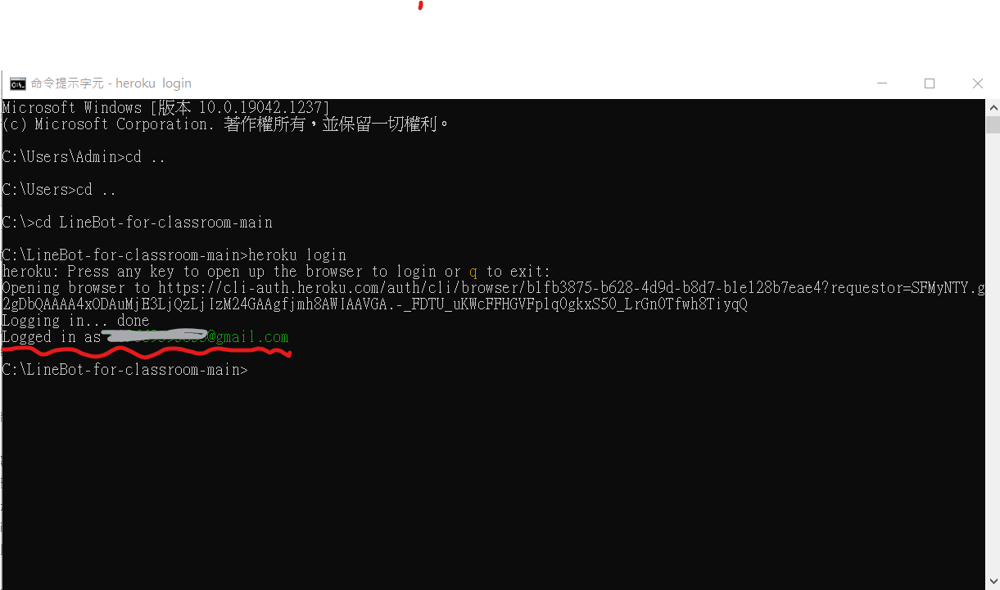 命令提示字元 - heroku login
Microsoft Windows [版本 10.0.19042.1237]
(c) Microsoft Corporation. 著作權所有，並保留一切權利。
C:\Users\Admin>cd ..
C:\Users>cd ..
C:\>cd LineBot-for-classroom-main
C:\LineBot-for-classroom-main>heroku login
heroku: Press any key to open up the browser to login or q to exit:
Opening browser to https://cli-auth.heroku.com/auth/cli/browser/b1fb3875-b628-4d9d-b8d7-b1e128b7eae4?requestor=SFMyNTY.g
2gDbQAAAA4xODAuMjE3LjQzLjIzM24GAAgfjmh8AWIAAVGA.-_FDTU_uKWcFFHGVFp1q0gkxS50_LrGn0Tfwh8TiyqQ
Logging in... done
Logged in as @gmail.com
C:\LineBot-for-classroom-main>